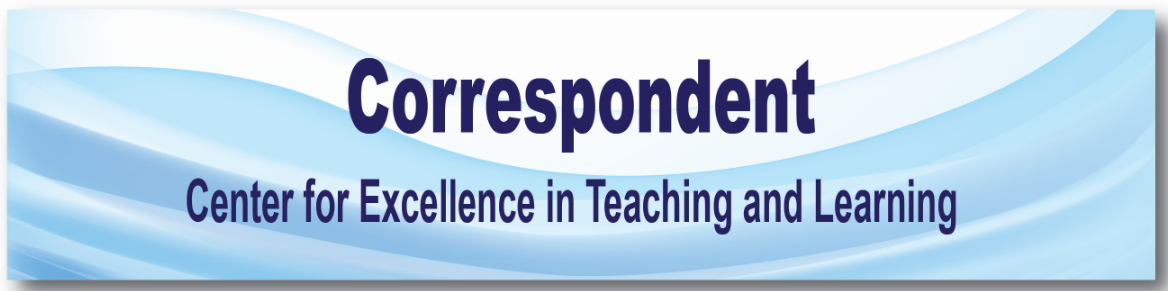 Correspondent
Center for Excellence in Teaching and Learning